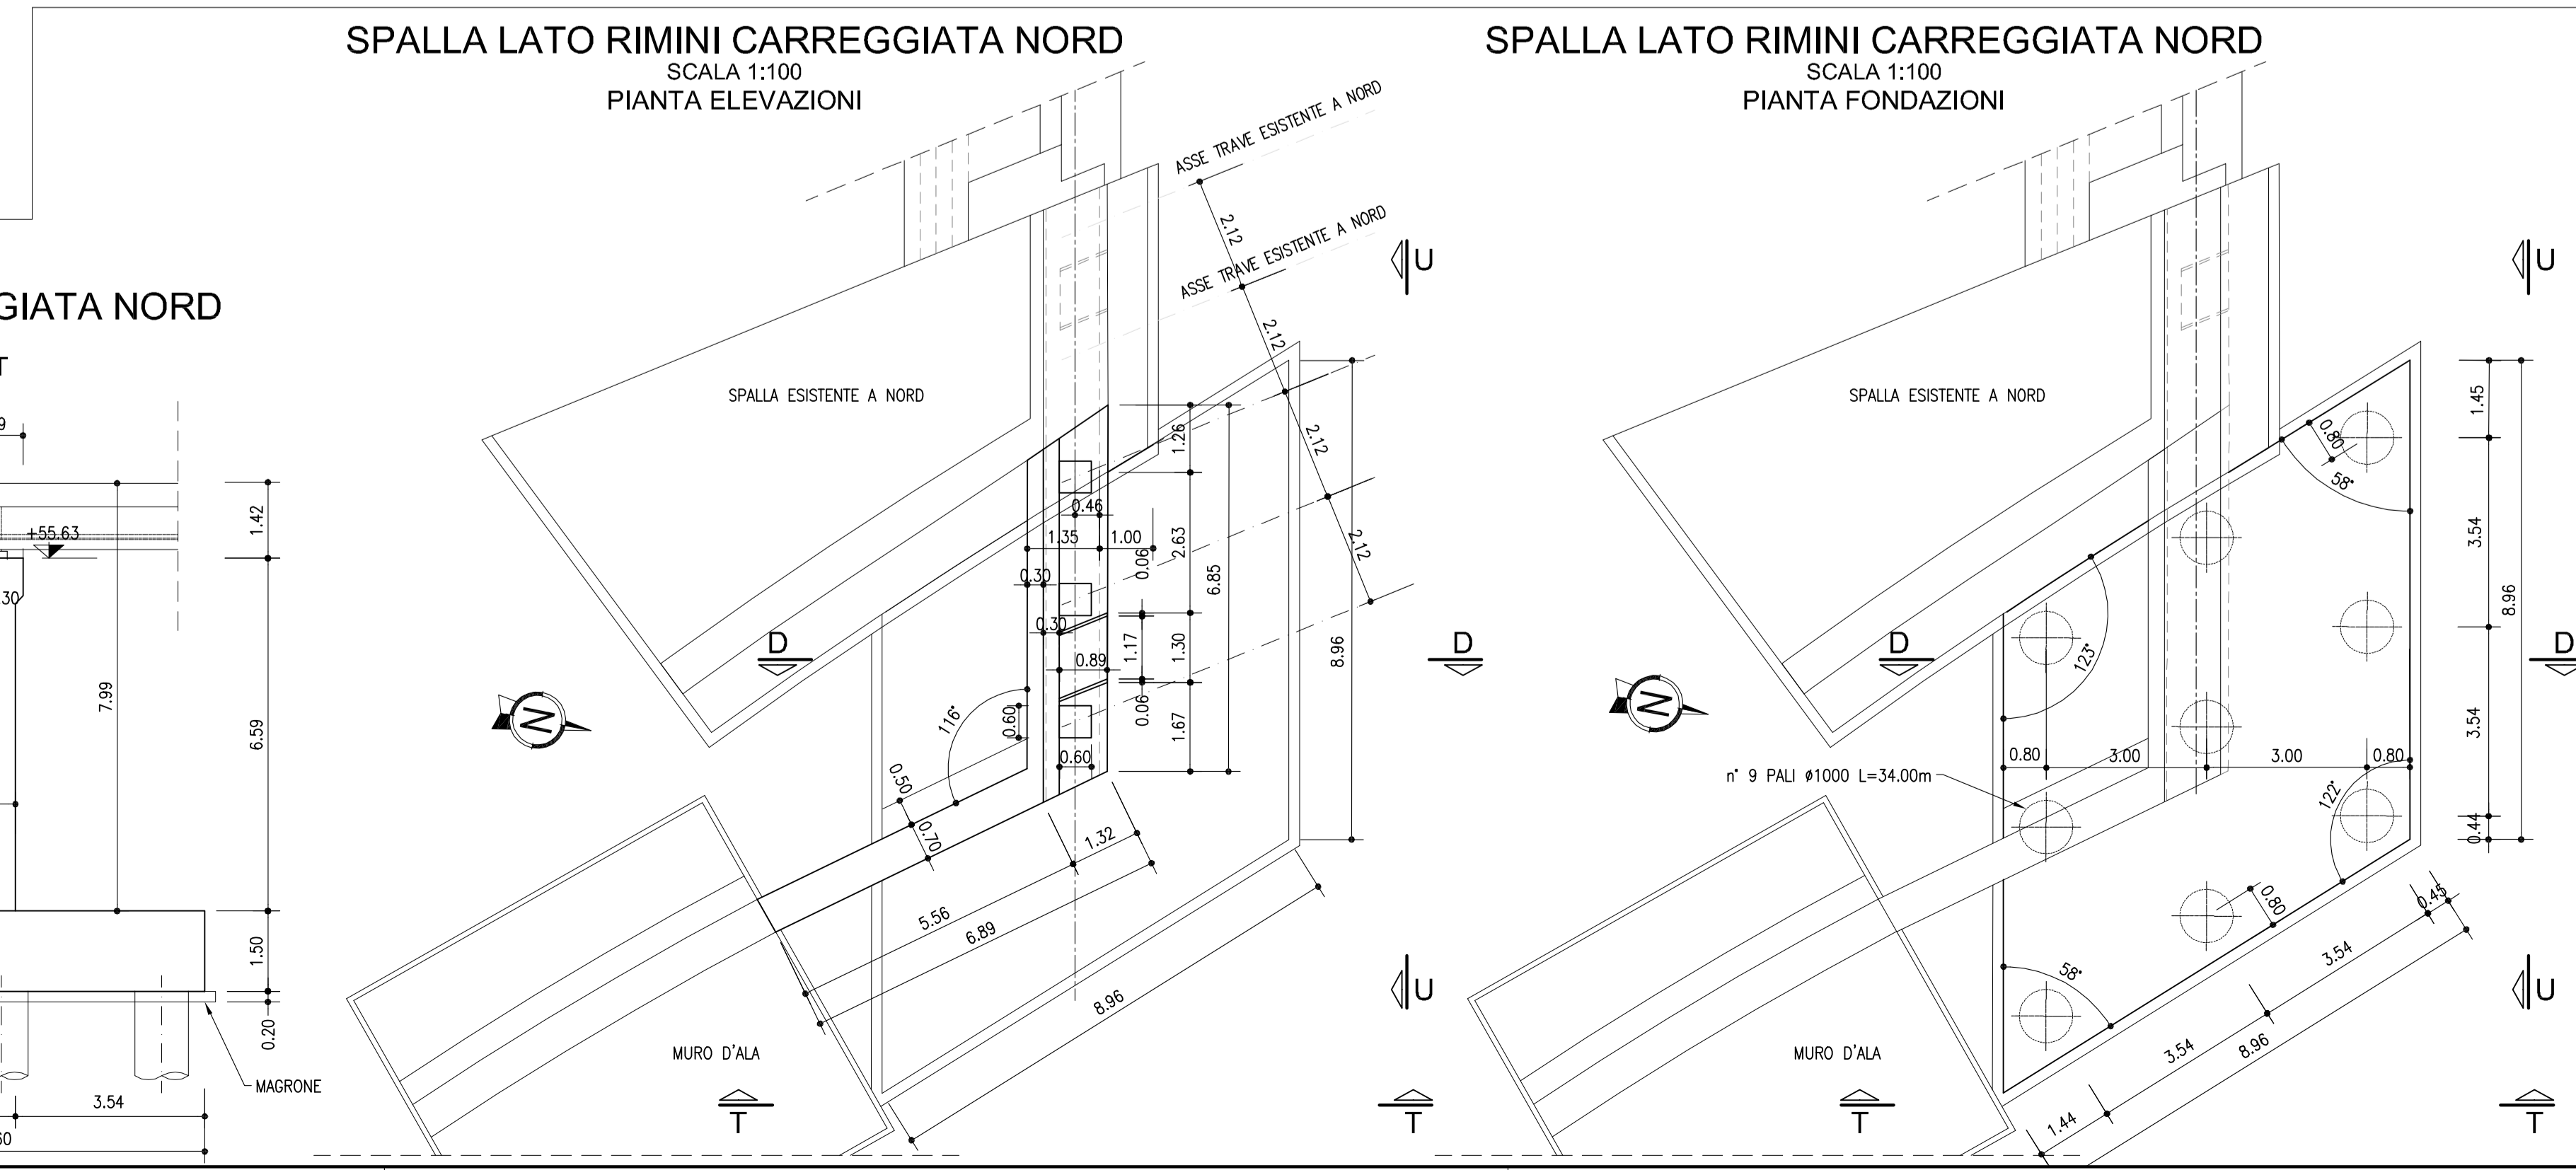 SPALLA LATO RIMINI CARREGGIATA NORD
SCALA 1:100
PIANTA ELEVAZIONI
SPALLA LATO RIMINI CARREGGIATA NORD
SCALA 1:100
PIANTA FONDAZIONI
GIATA NORD
T
9
+55.63
30
7.99
1.42
6.59
1.50
0.20
MAGRONE
3.54
60
ASSE TRAVE ESISTENTE A NORD
ASSE TRAVE ESISTENTE A NORD
2.12
2.12
2.12
2.12
U
SPALLA ESISTENTE A NORD
1.26
0.46
1.35
1.00
2.63
0.06
6.85
0.30
0.30
0.89
1.17
1.30
8.96
D
D
N
116°
0.60
0.06
1.67
0.60
0.50
0.70
1.32
5.56
6.89
8.96
U
MURO D'ALA
T
T
U
SPALLA ESISTENTE A NORD
0.80
58°
1.45
3.54
8.96
3.54
0.44
D
D
N
123°
0.80
3.00
3.00
0.80
n° 9 PALI ø1000 L=34.00m
122°
0.80
0.45
3.54
58°
3.54
8.96
1.44
U
MURO D'ALA
T
T